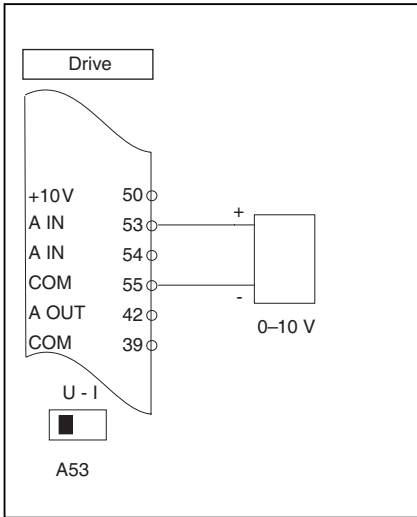 Drive
+10V 50
A IN 53
+
A IN 54
COM 55
-
A OUT 42
0–10 V
COM 39
U - I
A53